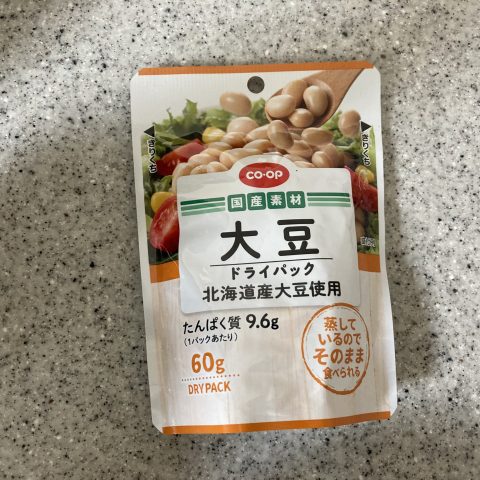 きりくち
きりくち
CO·OP
国産素材
大豆
ドライパック
北海道産大豆使用
たんぱく質 9.6g
(1パックあたり)
60g
DRY PACK
蒸して
いるので
そのまま
食べられる